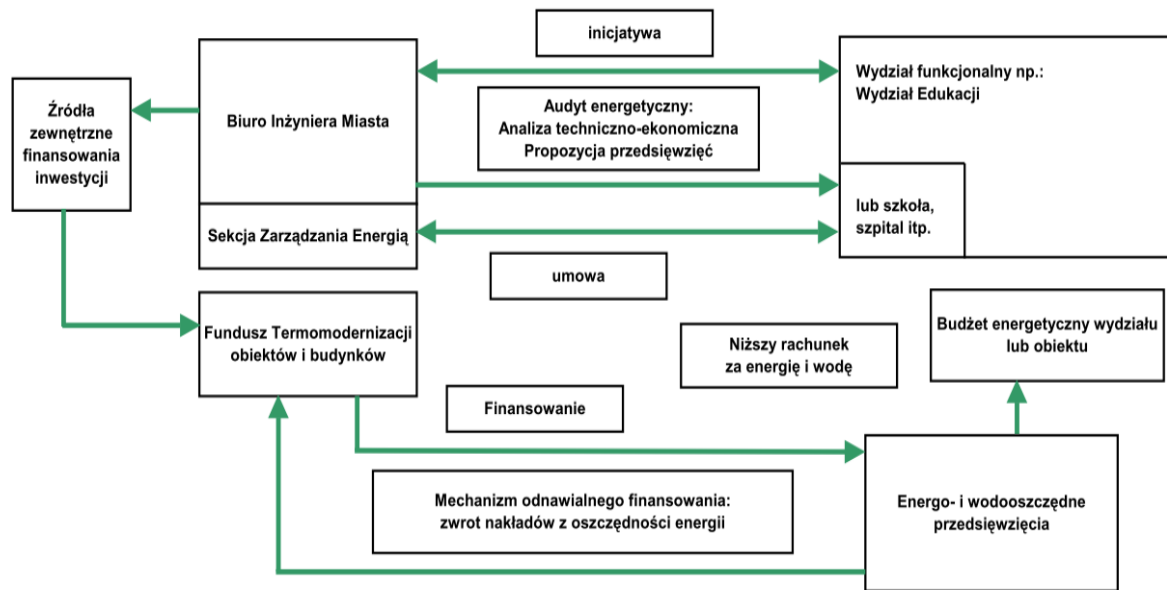 inicjatywa
Źródła
zewnętrzne
finansowania
inwestycji
Biuro Inżyniera Miasta
Sekcja Zarządzania Energią
Audyt energetyczny:
Analiza techniczno-ekonomiczna
Propozycja przedsięwzięć
Wydział funkcjonalny np.:
Wydział Edukacji
lub szkoła,
szpital itp.
umowa
Fundusz Termomodernizacji
obiektów i budynków
Niższy rachunek
za energię i wodę
Budżet energetyczny wydziału
lub obiektu
Finansowanie
Mechanizm odnawialnego finansowania:
zwrot nakładów z oszczędności energii
Energo- i wodooszczędne
przedsięwzięcia